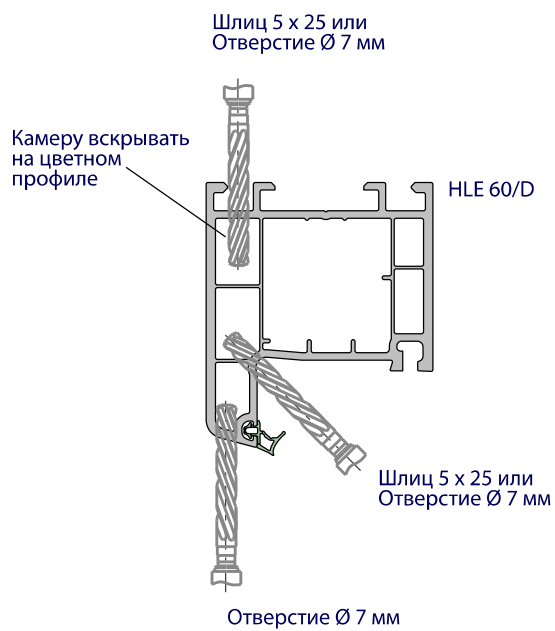 Шлиц 5 x 25 или
Отверстие Ø 7 мм
Камеру вскрывать
на цветном
профиле
HLE 60/D
Шлиц 5 x 25 или
Отверстие Ø 7 мм
Отверстие Ø 7 мм